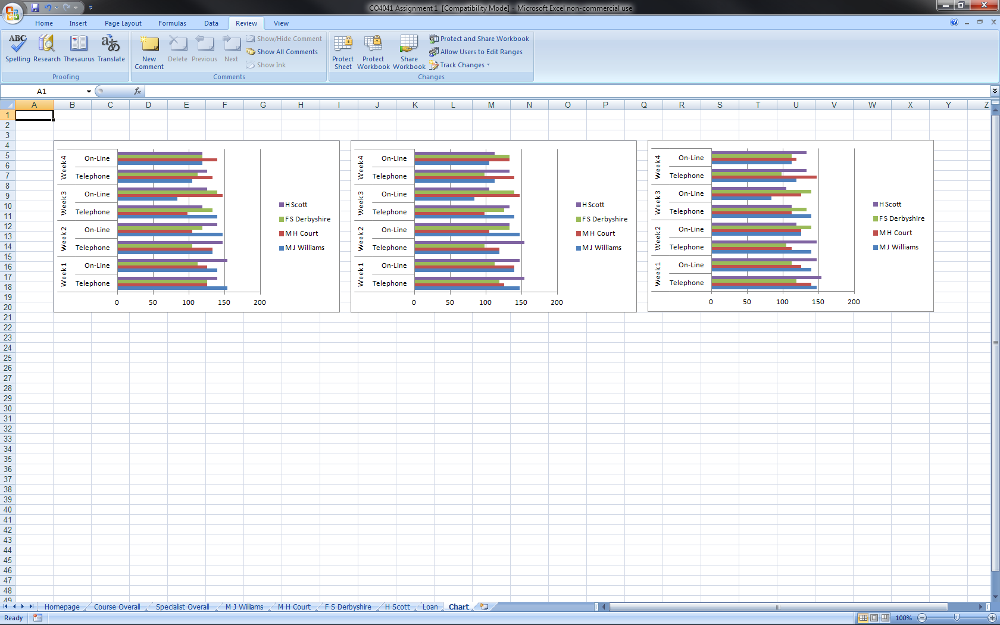 CO4041 Assignment 1 [Compatibility Mode] - Microsoft Excel non-commercial use
Home Insert Page Layout Formulas Data Review View
ABC
Spelling Research Thesaurus Translate
Proofing
New Comment Delete Previous Next
Show/Hide Comment
Show All Comments
Show Ink
Comments
Protect Sheet Protect Workbook Share Workbook
Protect and Share Workbook
Allow Users to Edit Ranges
Track Changes
Changes
A1 fx
A B C D E F G H I J K L M N O P Q R S T U V W X Y Z
1
2
3
4
5
6
7
8
9
10
11
12
13
14
15
16
17
18
19
20
21
22
23
24
25
26
27
28
29
30
31
32
33
34
35
36
37
38
39
40
41
42
43
44
45
46
47
48
49
Week4 On-Line
Telephone
Week3 On-Line
Telephone
Week2 On-Line
Telephone
Week1 On-Line
Telephone
0 50 100 150 200
H Scott
F S Derbyshire
M H Court
M J Williams
Week4 On-Line
Telephone
Week3 On-Line
Telephone
Week2 On-Line
Telephone
Week1 On-Line
Telephone
0 50 100 150 200
H Scott
F S Derbyshire
M H Court
M J Williams
Week4 On-Line
Telephone
Week3 On-Line
Telephone
Week2 On-Line
Telephone
Week1 On-Line
Telephone
0 50 100 150 200
H Scott
F S Derbyshire
M H Court
M J Williams
Homepage Course Overall Specialist Overall M J Williams M H Court F S Derbyshire H Scott Loan Chart
Ready 100%